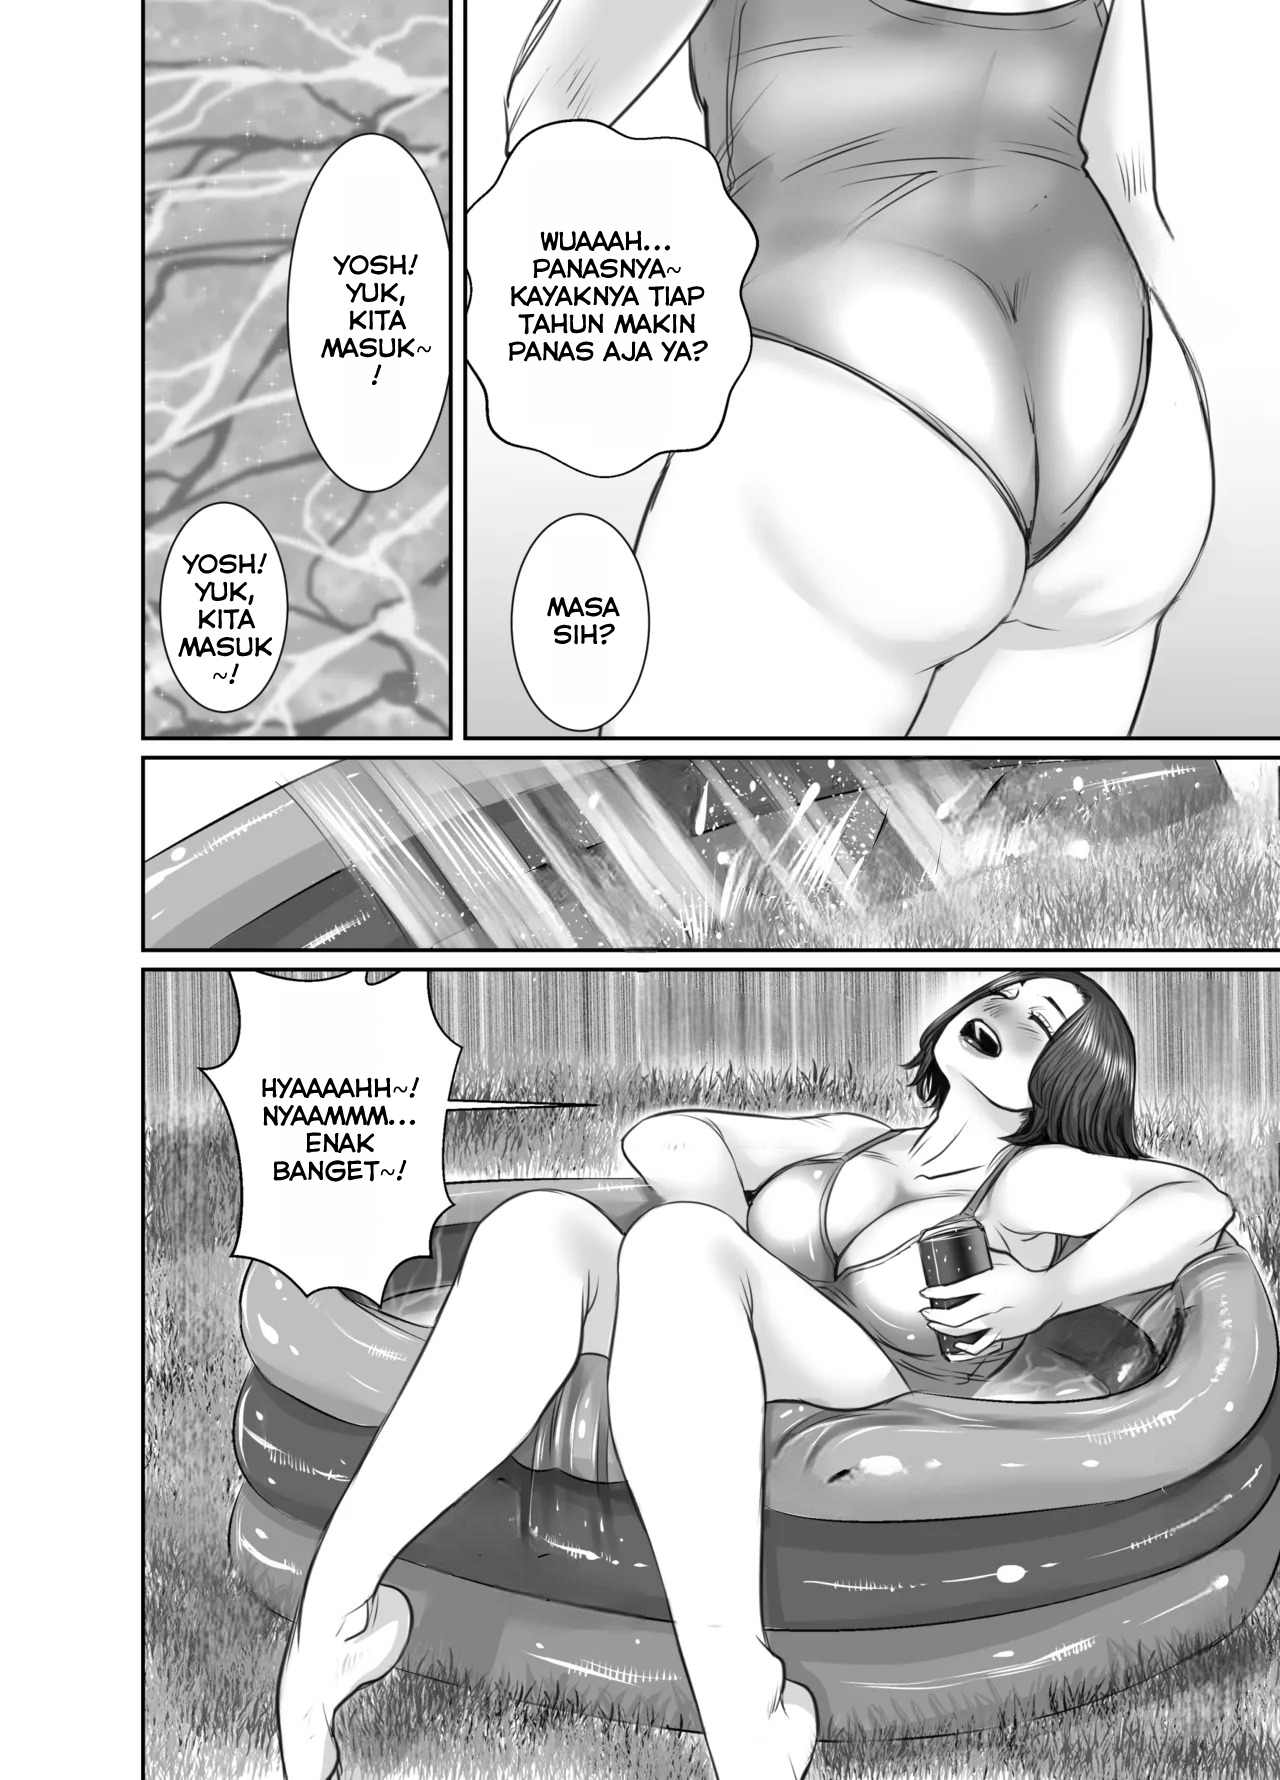 WUAAAH...
PANASNYA~
KAYAKNYA TIAP
TAHUN MAKIN
PANAS AJA YA?
MASA
SIH?
YOSH!
YUK,
KITA
MASUK~
!
YOSH!
YUK,
KITA
MASUK
~!
HYAAAAHH~!
NYAAMMM...
ENAK
BANGET~!